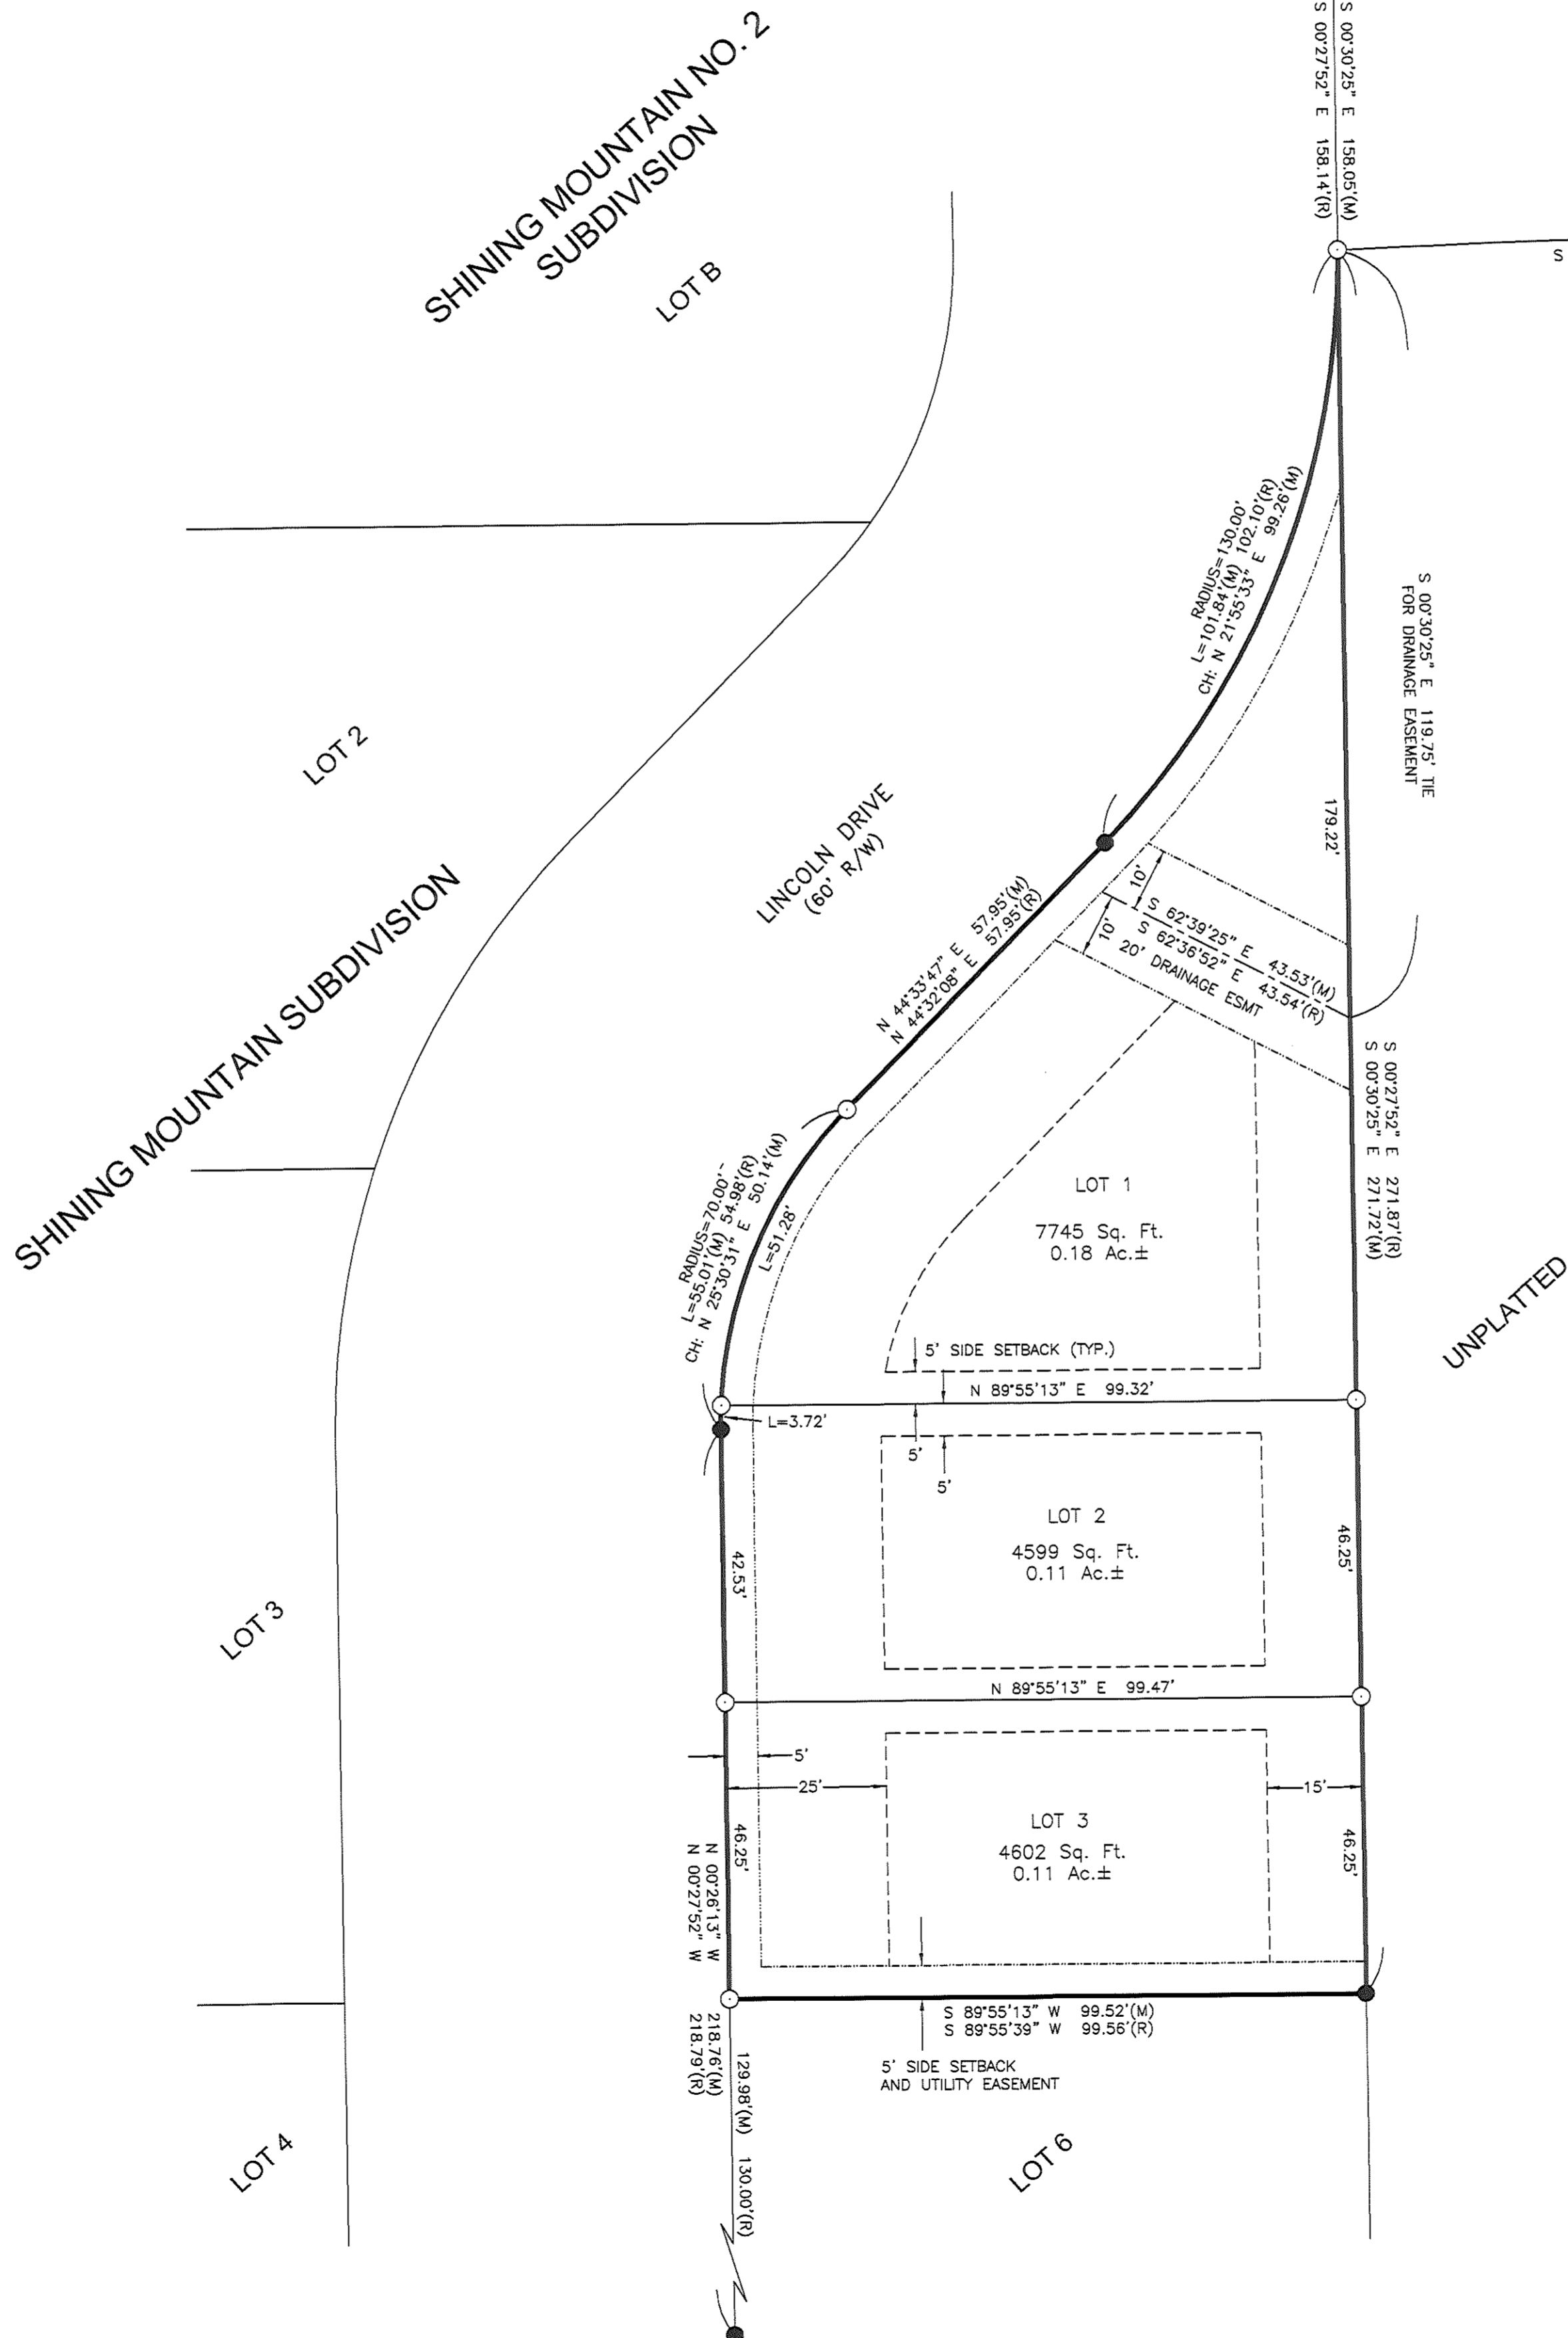 SHINING MOUNTAIN NO. 2
SUBDIVISION
LOT B
S 00°30'25" E 158.05'(M)
S 00°27'52" E 158.14'(R)
S
RADIUS=130.00'
L=101.84'(M) 102.10'(R)
CH: N 21°55'33" E 99.26'(M)
S 00°30'25" E 119.75' TIE
FOR DRAINAGE EASEMENT
179.22'
LOT 2
LINCOLN DRIVE
(60' R/W)
N 44°33'47" E 57.95'(M)
N 44°32'08" E 57.95'(R)
10'
10'
S 62°39'25" E 43.53'(M)
S 62°36'52" E 43.54'(R)
20' DRAINAGE ESMT
SHINING MOUNTAIN SUBDIVISION
S 00°27'52" E 271.87'(R)
S 00°30'25" E 271.72'(M)
RADIUS=70.00'
L=55.01'(M) 54.98'(R)
CH: N 25°30'31" E 50.14'(M)
L=51.28'
LOT 1
7745 Sq. Ft.
0.18 Ac.±
UNPLATTED
5' SIDE SETBACK (TYP.)
N 89°55'13" E 99.32'
L=3.72'
5'
5'
LOT 2
4599 Sq. Ft.
0.11 Ac.±
42.53'
46.25'
LOT 3
N 89°55'13" E 99.47'
5'
25'
15'
LOT 3
4602 Sq. Ft.
0.11 Ac.±
46.25'
46.25'
N 00°26'13" W 218.76'(M)
N 00°27'52" W 218.79'(R)
S 89°55'13" W 99.52'(M)
S 89°55'39" W 99.56'(R)
5' SIDE SETBACK
AND UTILITY EASEMENT
129.98'(M) 130.00'(R)
LOT 4
LOT 6